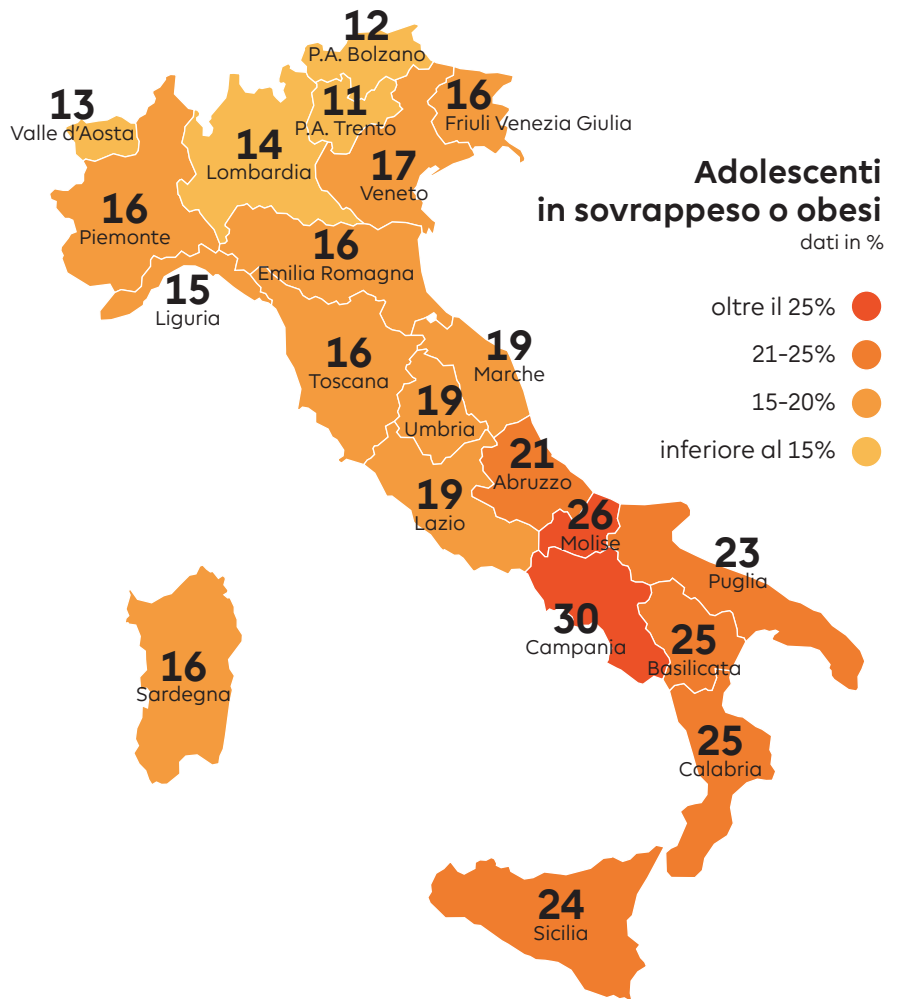 12
P.A. Bolzano
13
Valle d'Aosta
11
P.A. Trento
16
Friuli Venezia Giulia
14
Lombardia
17
Veneto
Adolescenti
in sovrappeso o obesi
dati in %
16
Piemonte
16
Emilia Romagna
15
Liguria
oltre il 25%
21-25%
15-20%
inferiore al 15%
16
Toscana
19
Marche
19
Umbria
21
Abruzzo
19
Lazio
26
Molise
23
Puglia
30
Campania
25
Basilicata
16
Sardegna
25
Calabria
24
Sicilia